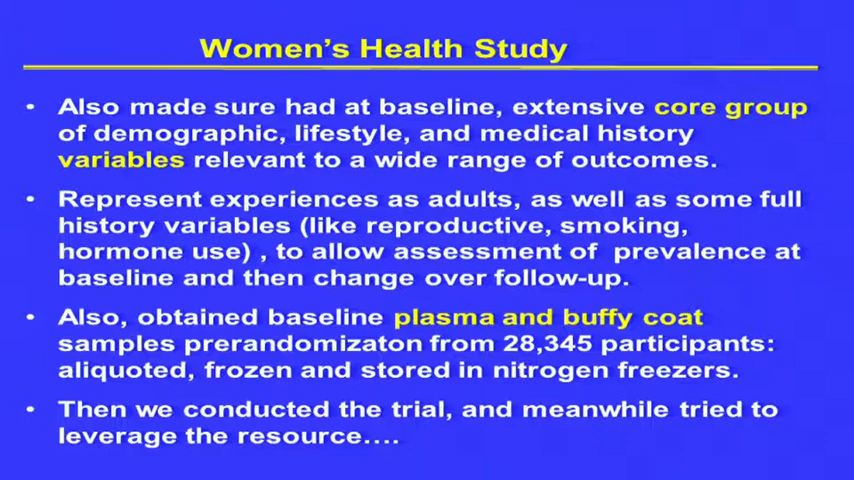 Women's Health Study
• Also made sure had at baseline, extensive core group
of demographic, lifestyle, and medical history
variables relevant to a wide range of outcomes.
• Represent experiences as adults, as well as some full
history variables (like reproductive, smoking,
hormone use) , to allow assessment of prevalence at
baseline and then change over follow-up.
• Also, obtained baseline plasma and buffy coat
samples prerandomizaton from 28,345 participants:
aliquoted, frozen and stored in nitrogen freezers.
• Then we conducted the trial, and meanwhile tried to
leverage the resource….